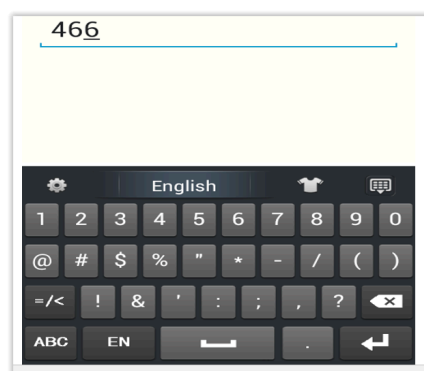 466
English
1 2 3 4 5 6 7 8 9 0
@ # $ % " * - / ( )
=/< ! & ' : ; , ?
ABC EN .